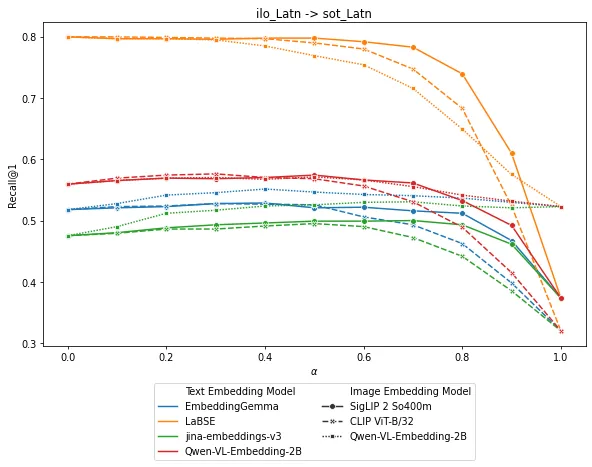 ilo_Latn -> sot_Latn
Recall@1
0.8
0.7
0.6
0.5
0.4
0.3
0.0 0.2 0.4 0.6 0.8 1.0
α
Text Embedding Model Image Embedding Model
EmbeddingGemma SigLIP 2 So400m
LaBSE CLIP ViT-B/32
jina-embeddings-v3 Qwen-VL-Embedding-2B
Qwen-VL-Embedding-2B